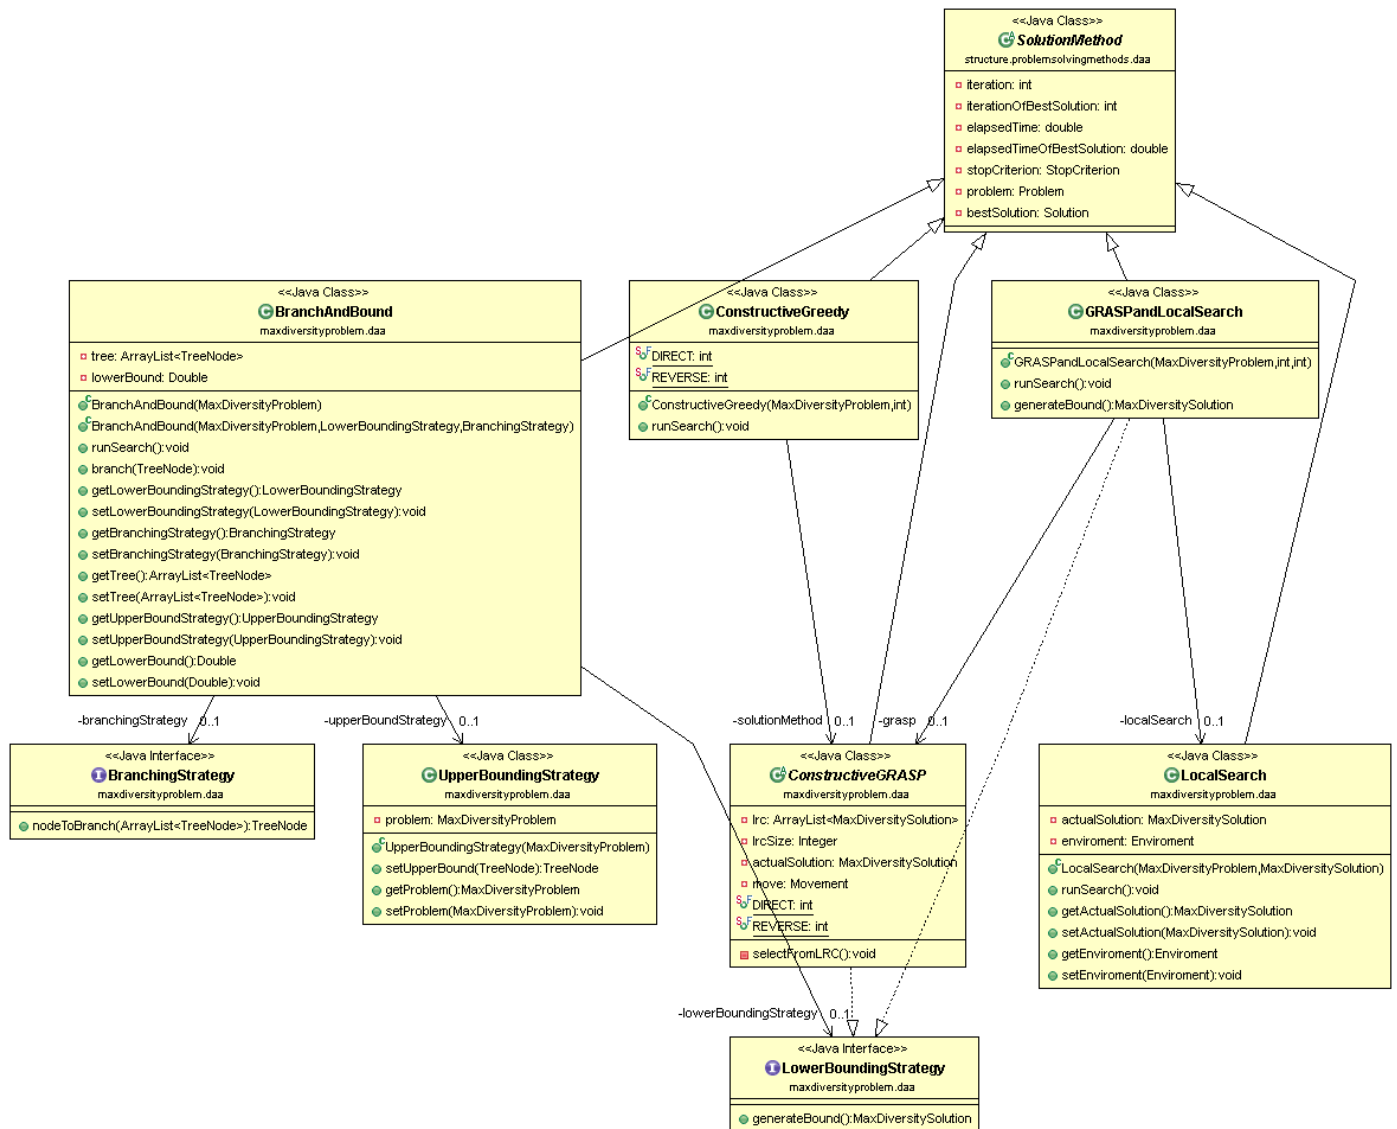 <<Java Class>>
SolutionMethod
structure.problemsolvingmethods.daa
iteration: int
iterationOfBestSolution: int
elapsedTime: double
elapsedTimeOfBestSolution: double
stopCriterion: StopCriterion
problem: Problem
bestSolution: Solution
<<Java Class>>
BranchAndBound
maxdiversityproblem.daa
tree: ArrayList<TreeNode>
lowerBound: Double
BranchAndBound(MaxDiversityProblem)
BranchAndBound(MaxDiversityProblem,LowerBoundingStrategy,BranchingStrategy)
runSearch():void
branch(TreeNode):void
getLowerBoundingStrategy():LowerBoundingStrategy
setLowerBoundingStrategy(LowerBoundingStrategy):void
getBranchingStrategy():BranchingStrategy
setBranchingStrategy(BranchingStrategy):void
getTree():ArrayList<TreeNode>
setTree(ArrayList<TreeNode>):void
getUpperBoundStrategy():UpperBoundingStrategy
setUpperBoundStrategy(UpperBoundingStrategy):void
getLowerBound():Double
setLowerBound(Double):void
<<Java Class>>
ConstructiveGreedy
maxdiversityproblem.daa
DIRECT: int
REVERSE: int
ConstructiveGreedy(MaxDiversityProblem,int)
runSearch():void
<<Java Class>>
GRASPandLocalSearch
maxdiversityproblem.daa
GRASPandLocalSearch(MaxDiversityProblem,int,int)
runSearch():void
generateBound():MaxDiversitySolution
-branchingStrategy 0..1
-upperBoundStrategy 0..1
-solutionMethod 0..1
-grasp 0..1
-localSearch 0..1
<<Java Interface>>
BranchingStrategy
maxdiversityproblem.daa
nodeToBranch(ArrayList<TreeNode>):TreeNode
<<Java Class>>
UpperBoundingStrategy
maxdiversityproblem.daa
problem: MaxDiversityProblem
UpperBoundingStrategy(MaxDiversityProblem)
setUpperBound(TreeNode):TreeNode
getProblem():MaxDiversityProblem
setProblem(MaxDiversityProblem):void
<<Java Class>>
ConstructiveGRASP
maxdiversityproblem.daa
lrc: ArrayList<MaxDiversitySolution>
lrcSize: Integer
actualSolution: MaxDiversitySolution
move: Movement
DIRECT: int
REVERSE: int
selectFromLRC():void
<<Java Class>>
LocalSearch
maxdiversityproblem.daa
actualSolution: MaxDiversitySolution
enviroment: Enviroment
LocalSearch(MaxDiversityProblem,MaxDiversitySolution)
runSearch():void
getActualSolution():MaxDiversitySolution
setActualSolution(MaxDiversitySolution):void
getEnviroment():Enviroment
setEnviroment(Enviroment):void
-lowerBoundingStrategy 0..1
<<Java Interface>>
LowerBoundingStrategy
maxdiversityproblem.daa
generateBound():MaxDiversitySolution